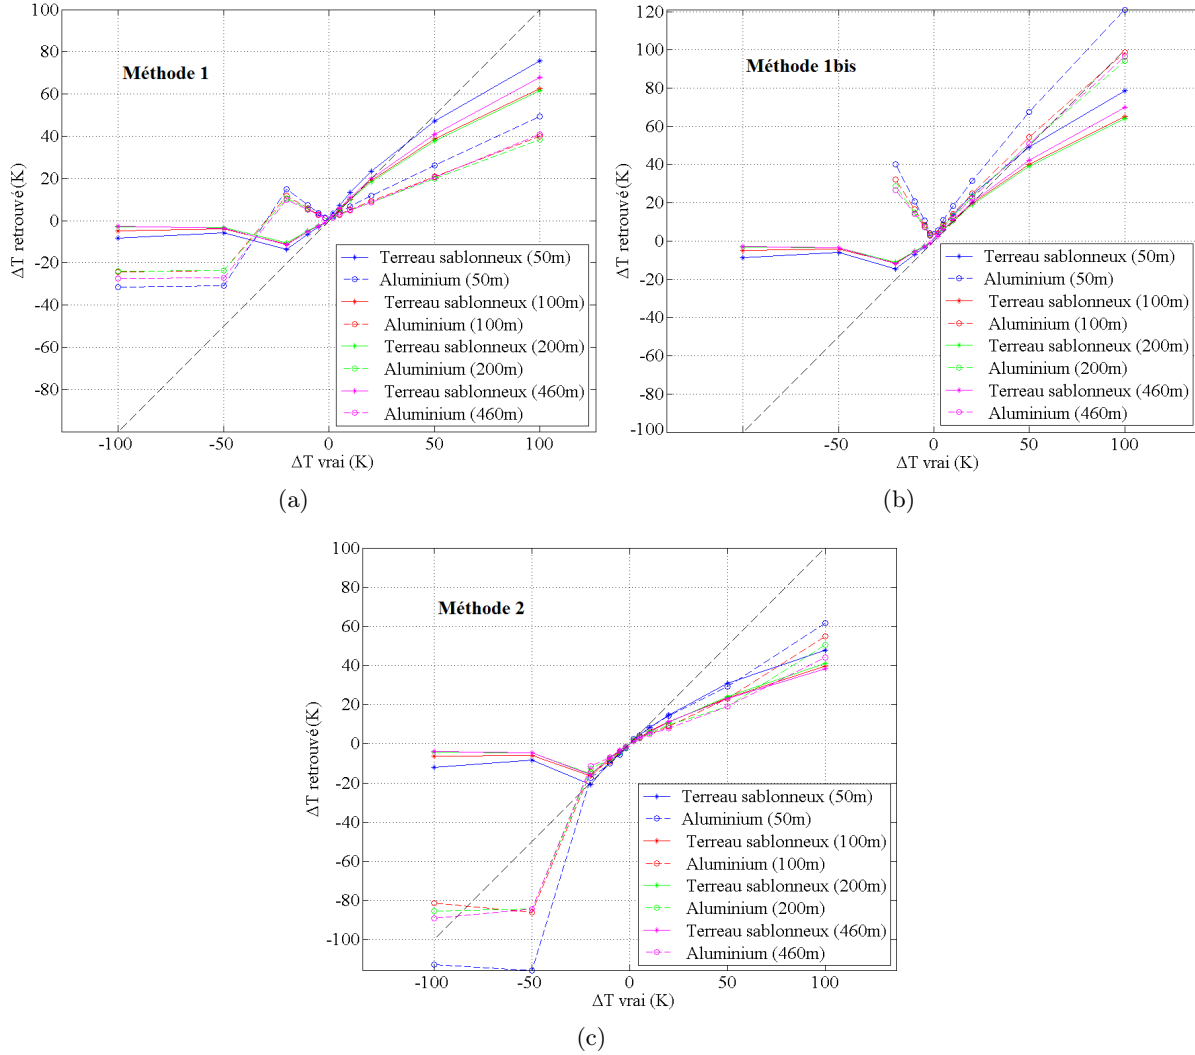 Méthode 1
100
80
60
40
20
0
-20
-40
-60
-80
-100
-50
0
50
100
ΔT retrouvé (K)
ΔT vrai (K)
Terreau sablonneux (50m)
Aluminium (50m)
Terreau sablonneux (100m)
Aluminium (100m)
Terreau sablonneux (200m)
Aluminium (200m)
Terreau sablonneux (460m)
Aluminium (460m)
(a)
Méthode 1bis
120
100
80
60
40
20
0
-20
-40
-60
-80
-100
-50
0
50
100
ΔT retrouvé (K)
ΔT vrai (K)
Terreau sablonneux (50m)
Aluminium (50m)
Terreau sablonneux (100m)
Aluminium (100m)
Terreau sablonneux (200m)
Aluminium (200m)
Terreau sablonneux (460m)
Aluminium (460m)
(b)
Méthode 2
100
80
60
40
20
0
-20
-40
-60
-80
-100
-100
-50
0
50
100
ΔT retrouvé (K)
ΔT vrai (K)
Terreau sablonneux (50m)
Aluminium (50m)
Terreau sablonneux (100m)
Aluminium (100m)
Terreau sablonneux (200m)
Aluminium (200m)
Terreau sablonneux (460m)
Aluminium (460m)
(c)